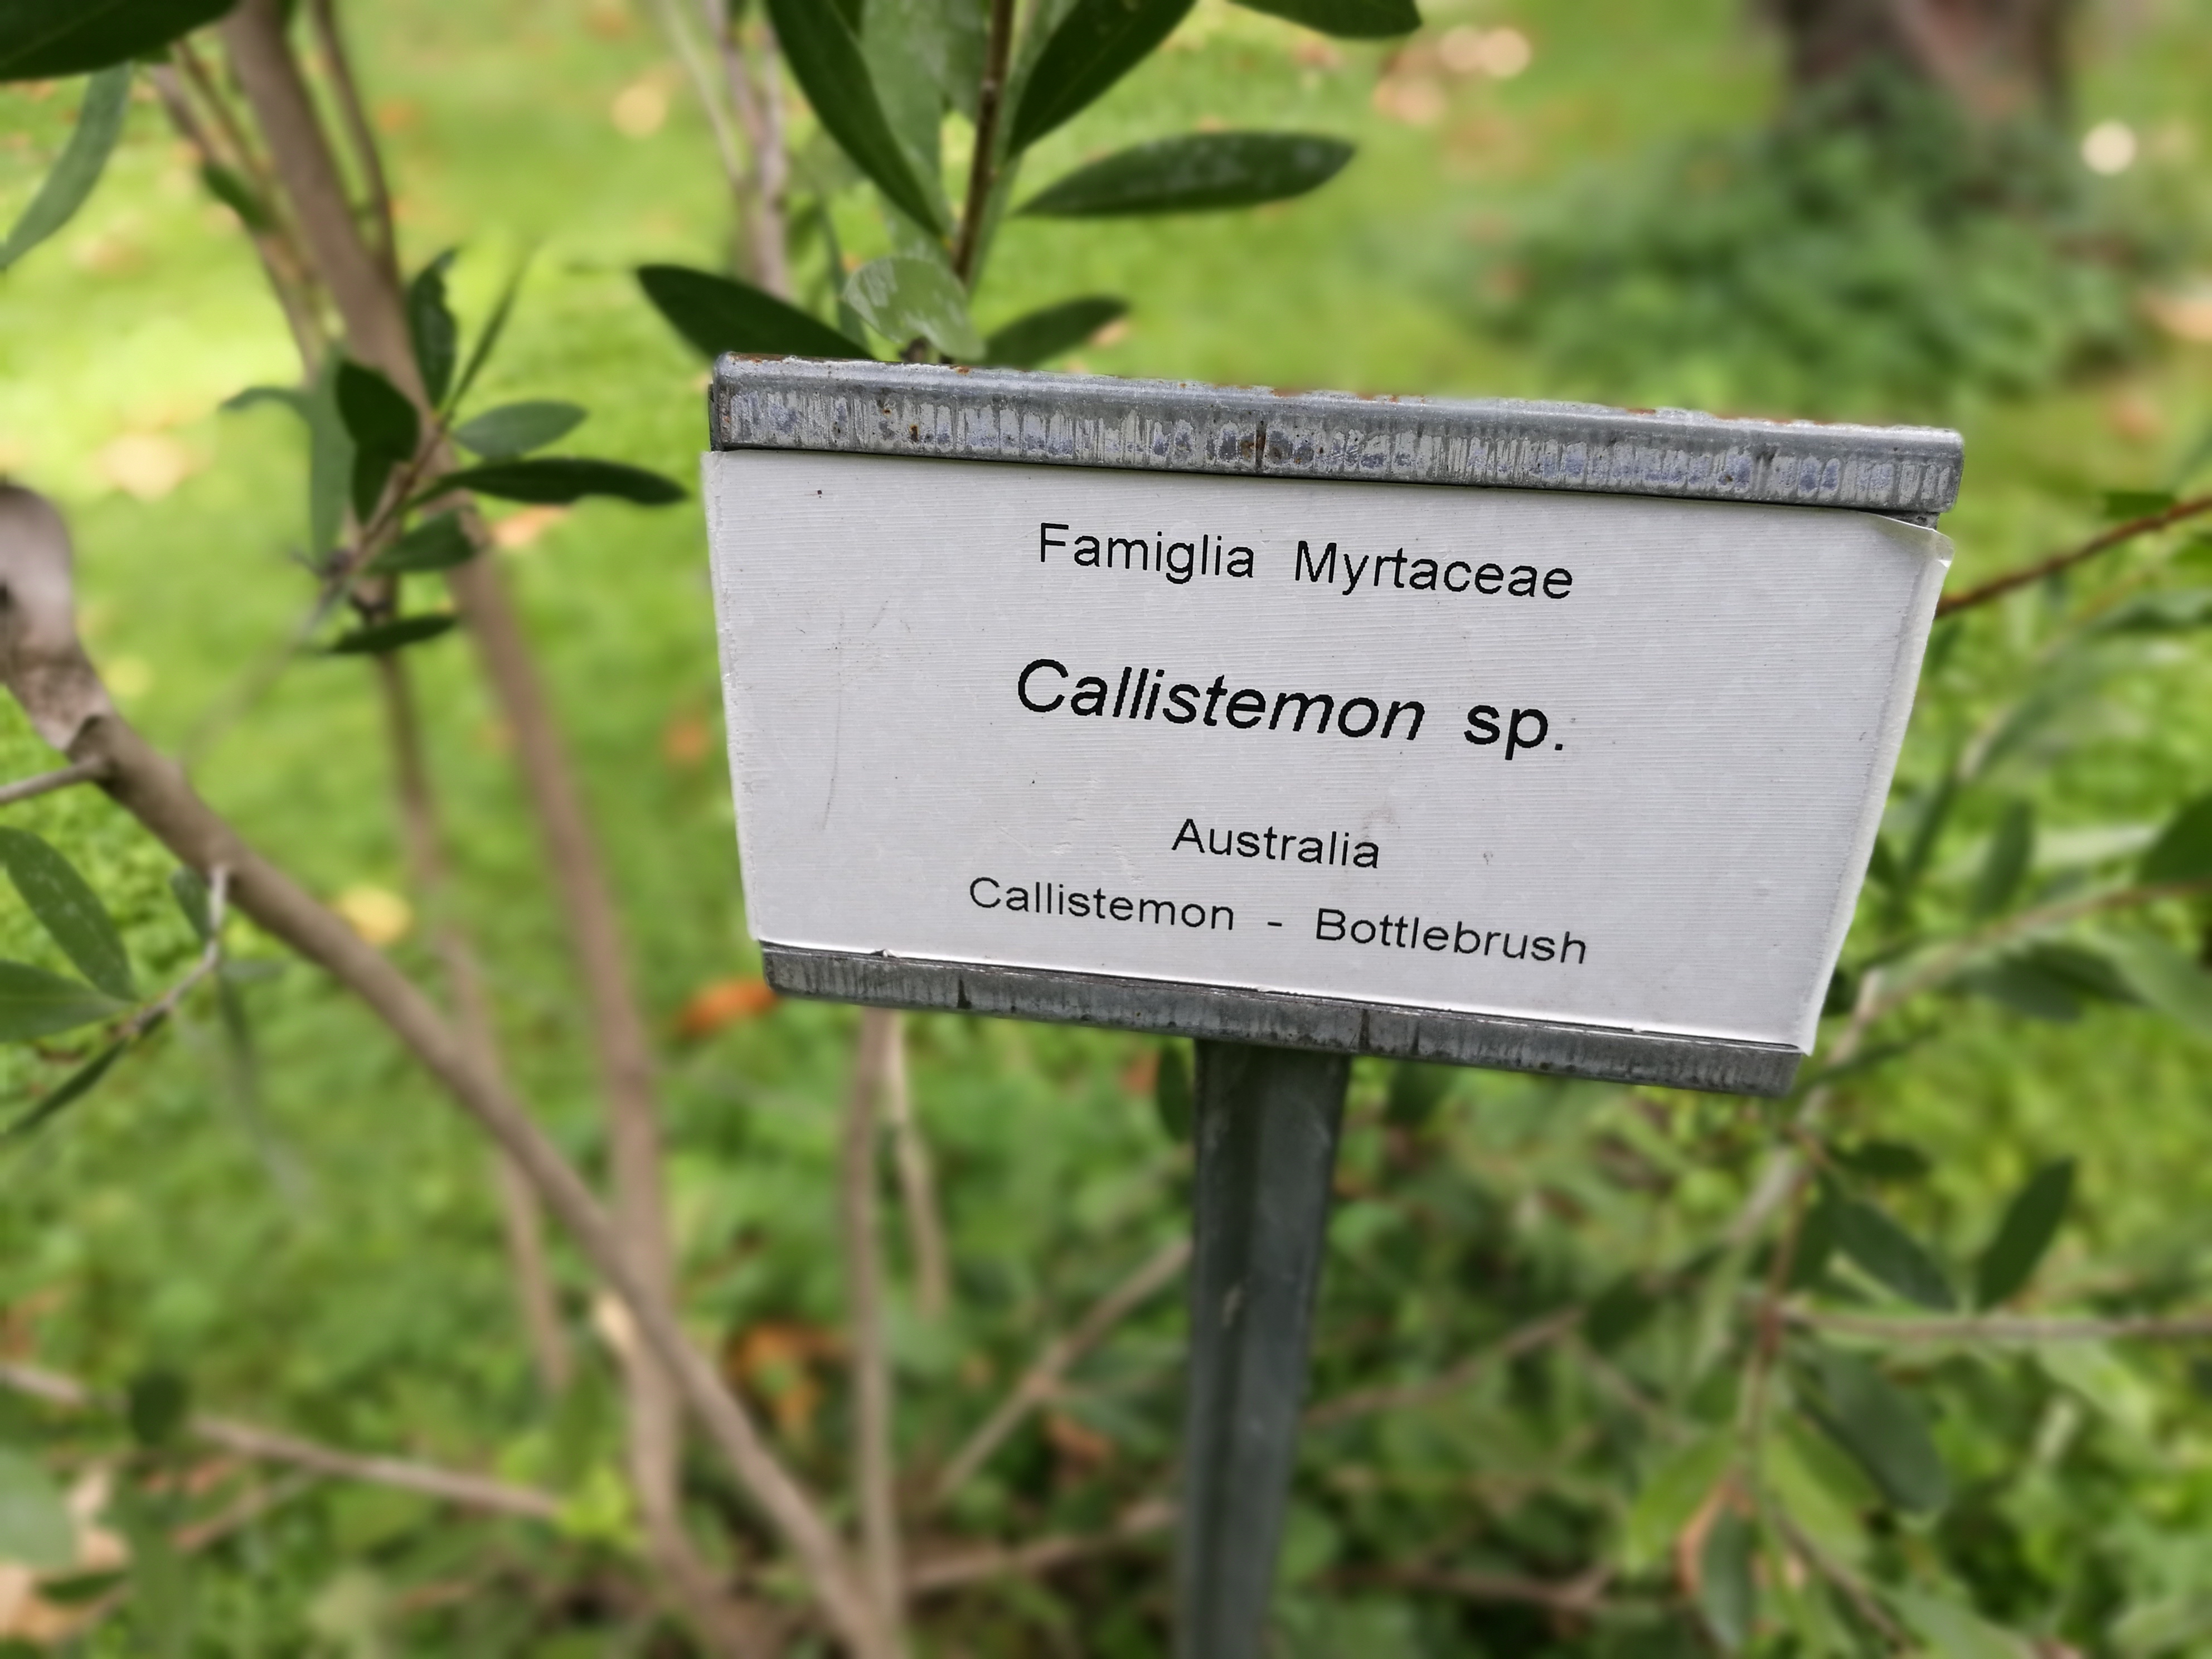 Famiglia Myrtaceae
Callistemon sp.
Australia
Callistemon - Bottlebrush